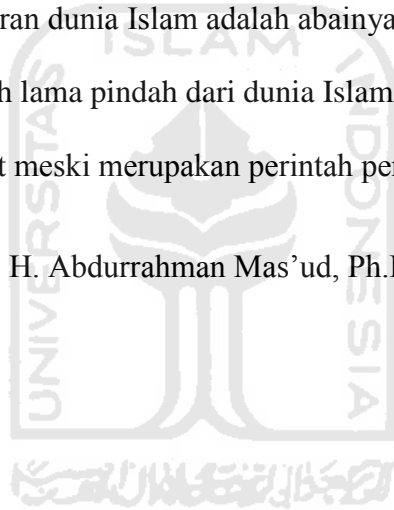 ran dunia Islam adalah abainya
ISLAM
h lama pindah dari dunia Islam
t meski merupakan perintah per
UNIVERSITAS
INDONESIA
H. Abdurrahman Mas’ud, Ph.